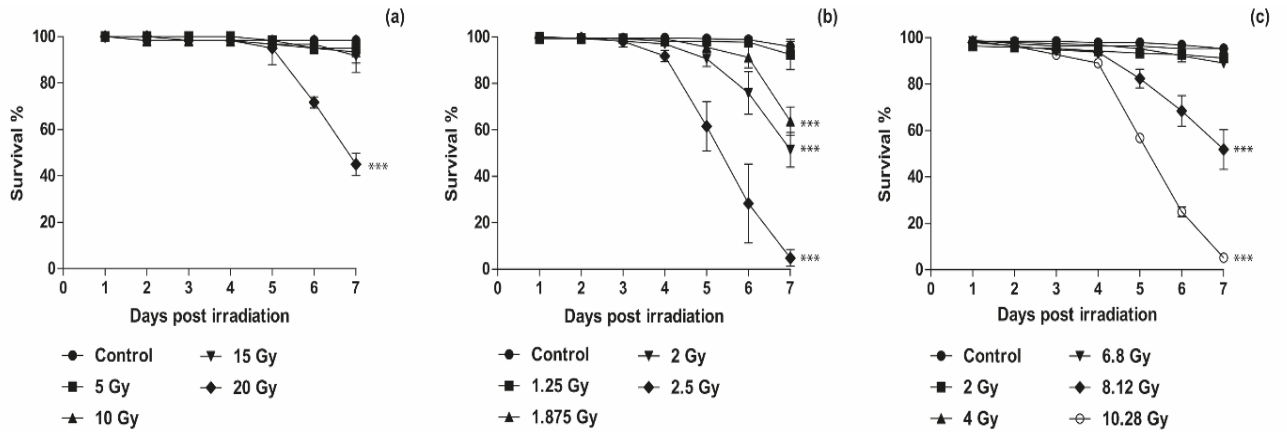 (a)
Survival %
100
80
60
40
20
0
***
0 1 2 3 4 5 6 7
Days post irradiation
Control
5 Gy
10 Gy
15 Gy
20 Gy
(b)
Survival %
100
80
60
40
20
0
***
***
***
0 1 2 3 4 5 6 7
Days post irradiation
Control
1.25 Gy
1.875 Gy
2 Gy
2.5 Gy
(c)
Survival %
100
80
60
40
20
0
***
***
0 1 2 3 4 5 6 7
Days post irradiation
Control
2 Gy
4 Gy
6.8 Gy
8.12 Gy
10.28 Gy